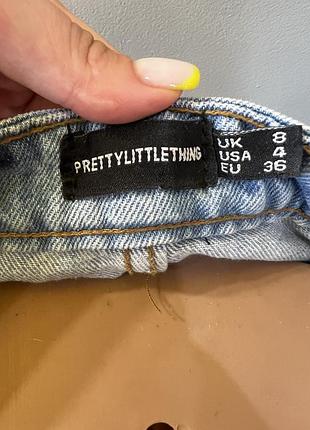 PRETTYLITTLETHING
UK 8
USA 4
EU 36